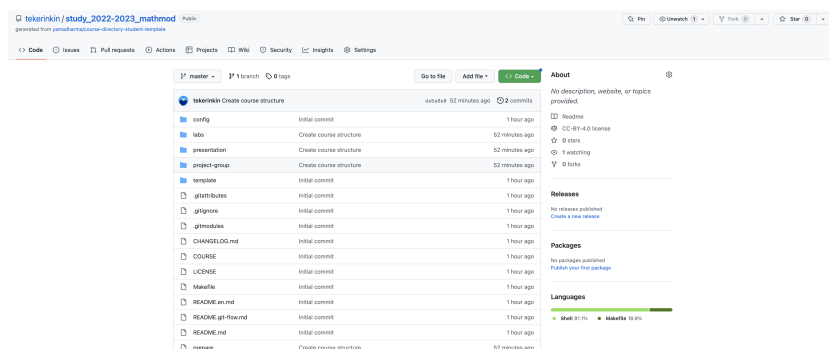 tekerinkin / study_2022-2023_mathmod Public
generated from yamadharma/course-directory-student-template
Pin
Unwatch 1
Fork 0
Star 0
Code Issues Pull requests Actions Projects Wiki Security Insights Settings
master 1 branch 0 tags Go to file Add file Code
tekerinkin Create course structure 52 minutes ago 2 commits
config Initial commit 1 hour ago
labs Create course structure 52 minutes ago
presentation Create course structure 52 minutes ago
project-group Create course structure 52 minutes ago
template Initial commit 1 hour ago
.gitattributes Initial commit 1 hour ago
.gitignore Initial commit 1 hour ago
.gitmodules Initial commit 1 hour ago
CHANGELOG.md Initial commit 1 hour ago
COURSE Initial commit 1 hour ago
LICENSE Initial commit 1 hour ago
Makefile Initial commit 1 hour ago
README.en.md Initial commit 1 hour ago
README.git-flow.md Initial commit 1 hour ago
README.md Initial commit 1 hour ago
prepare Create course structure 52 minutes ago
About
No description, website, or topics
provided.
Readme
CC-BY-4.0 license
0 stars
1 watching
0 forks
Releases
No releases published
Create a new release
Packages
No packages published
Publish your first package
Languages
Shell 81.1% Makefile 18.9%